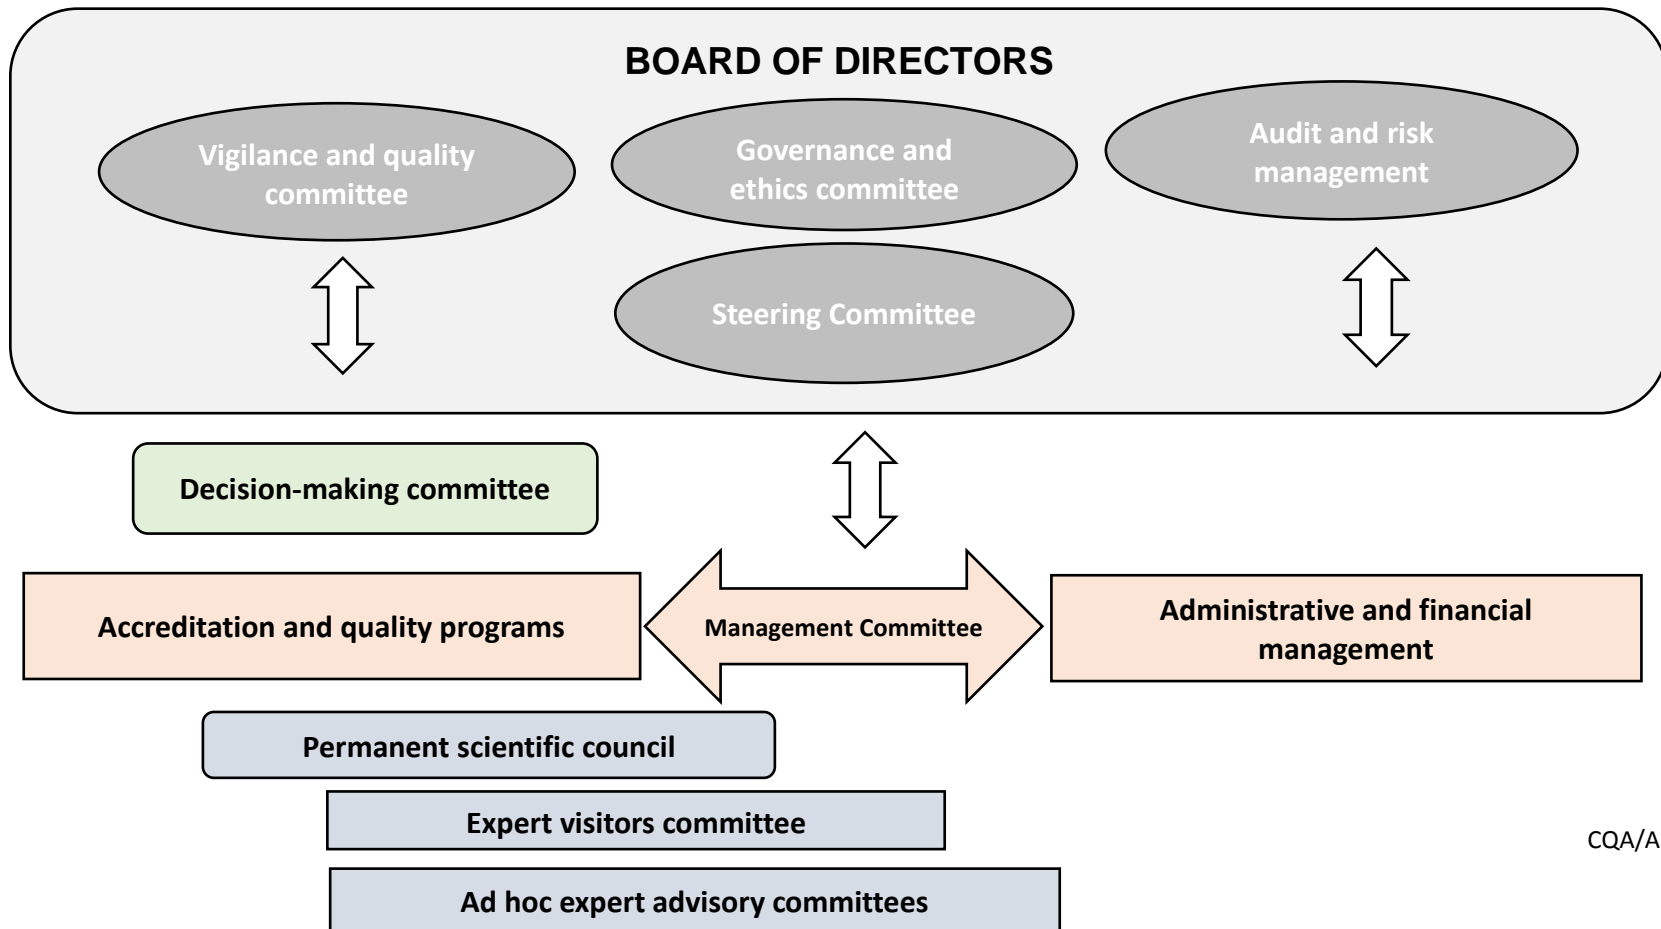 BOARD OF DIRECTORS
Vigilance and quality
committee
Governance and
ethics committee
Audit and risk
management
Steering Committee
Decision-making committee
Accreditation and quality programs
Management Committee
Administrative and financial
management
Permanent scientific council
Expert visitors committee
Ad hoc expert advisory committees
CQA/A